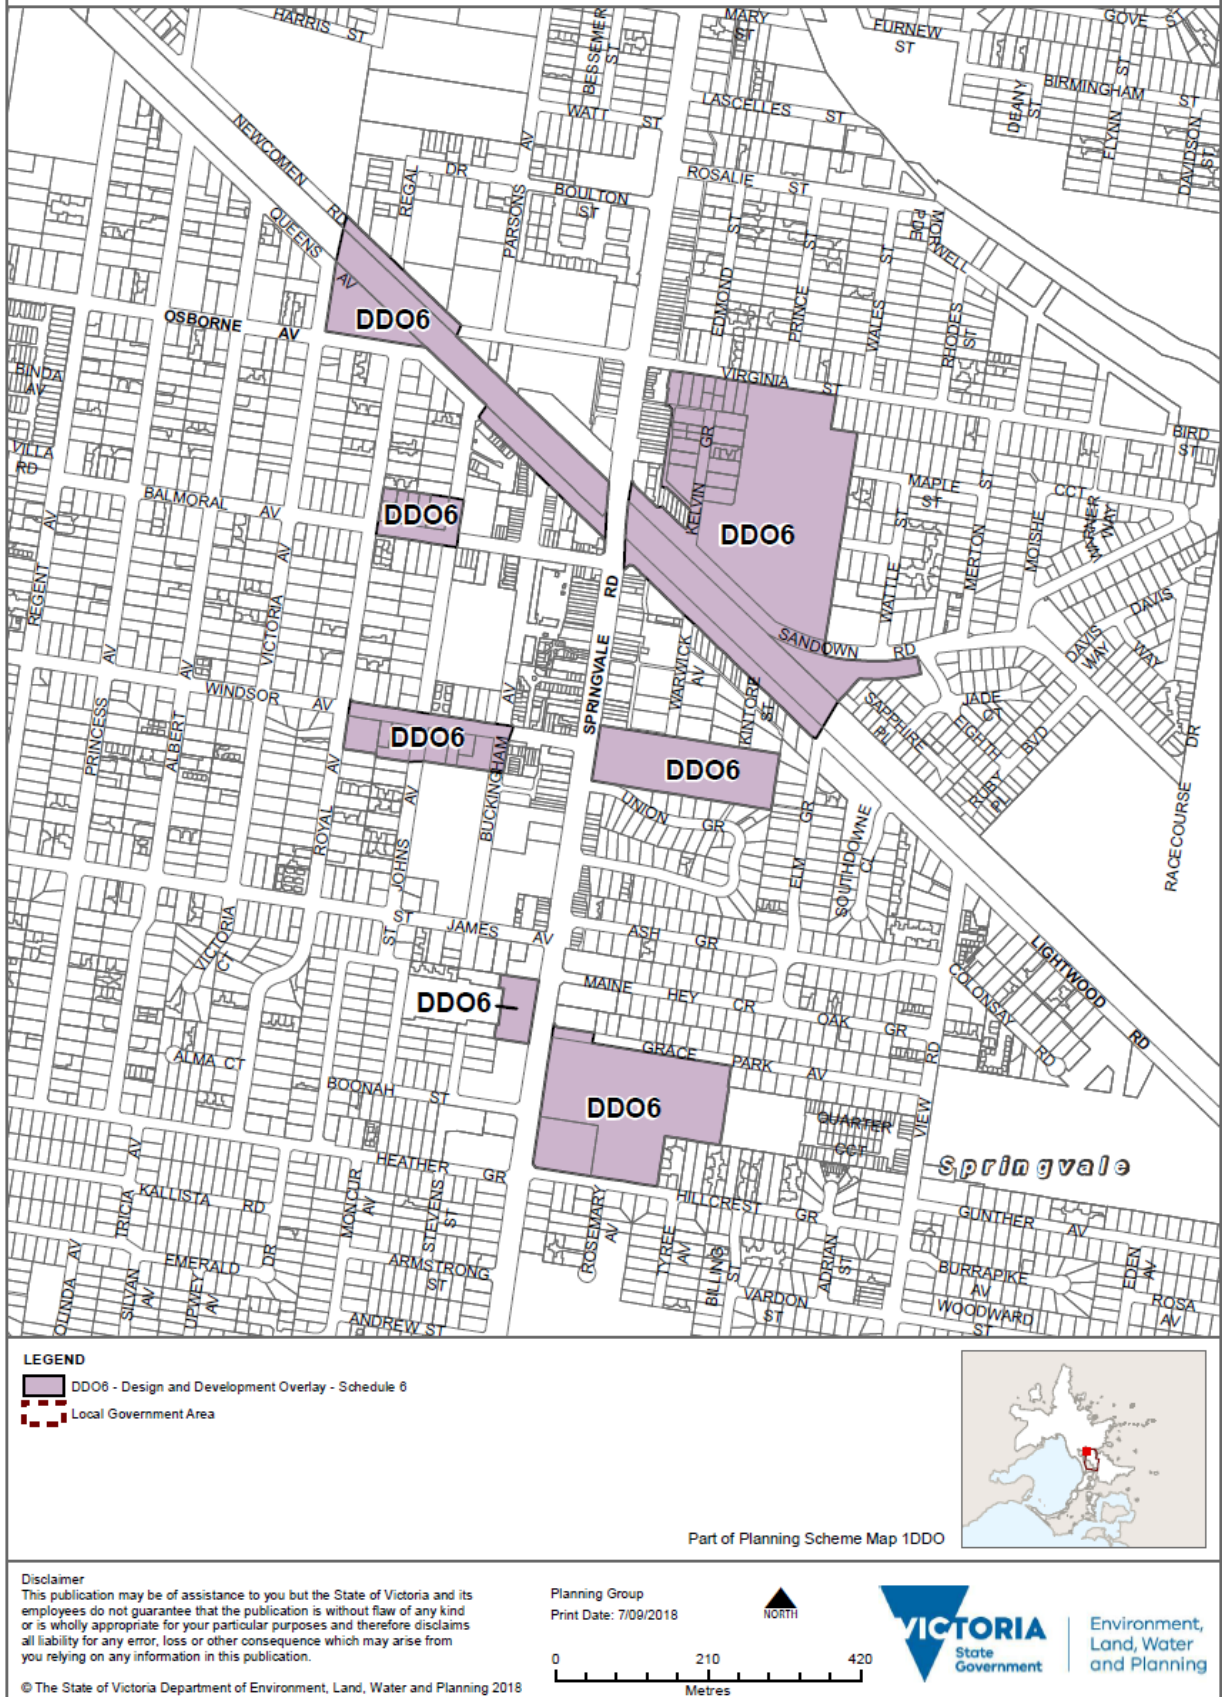 HARRIS ST
BESSEMER ST
MARY ST
FURNEW ST
GOVE S
BIRMINGHAM ST
DEANY ST
FLYNN ST
DAVIDSON ST
WATT ST
LASCELLES ST
NEWCOMEN RD
QUEENS AV
REGAL DR
PARSONS AV
BOULTON ST
ROSALIE ST
MORWELL PDE
EDMOND ST
PRINCE ST
WALES ST
RHODES ST
OSBORNE AV
DDO6
BINDA AV
VIRGINIA ST
BIRD ST
VILLA RD
BALMORAL AV
DDO6
KELVIN GR
DDO6
MAPLE ST
CCT
WARNER WAY
MOISHE
MERTON ST
WATTLE ST
REGENT AV
VICTORIA AV
SPRINGVALE RD
WARWICK AV
KINTORE ST
SANDOWN RD
DAVIS WAY
DAVIS WAY
JADE CT
SAPPHIRE PL
EIGHTH BVD
RUBY PL
RACECOURSE DR
WINDSOR AV
PRINCESS AV
ALBERT AV
DDO6
DDO6
BUCKINGHAM AV
UNION GR
ROYAL AV
JOHNS AV
ELM GR
SOUTHDOWNE CL
ST JAMES AV
ST
ASH GR
VICTORIA CT
MAINE HEY CR
OAK GR
COLONSAY RD
LIGHTWOOD RD
DDO6
ALMA CT
GRACE PARK AV
BOONAH ST
DDO6
QUARTER CCT
VIEW RD
Springvale
HEATHER GR
KALLISTA RD
TRICIA AV
MONCUR AV
STEVENS ST
ROSEMARY AV
TYREE AV
HILLCREST GR
BILLING ST
ADRIAN ST
GUNTHER AV
EDEN AV
EMERALD DR
ARMSTRONG ST
OLINDA AV
SILVAN AV
UPWEY AV
ANDREW ST
VARDON ST
BURRAPIKE AV
WOODWARD ST
ROSA AV
LEGEND
DDO6 - Design and Development Overlay - Schedule 6
Local Government Area
Part of Planning Scheme Map 1DDO
Disclaimer
This publication may be of assistance to you but the State of Victoria and its
employees do not guarantee that the publication is without flaw of any kind
or is wholly appropriate for your particular purposes and therefore disclaims
all liability for any error, loss or other consequence which may arise from
you relying on any information in this publication.
© The State of Victoria Department of Environment, Land, Water and Planning 2018
Planning Group
Print Date: 7/09/2018
NORTH
0 210 420
Metres
VICTORIA
State
Government
Environment,
Land, Water
and Planning